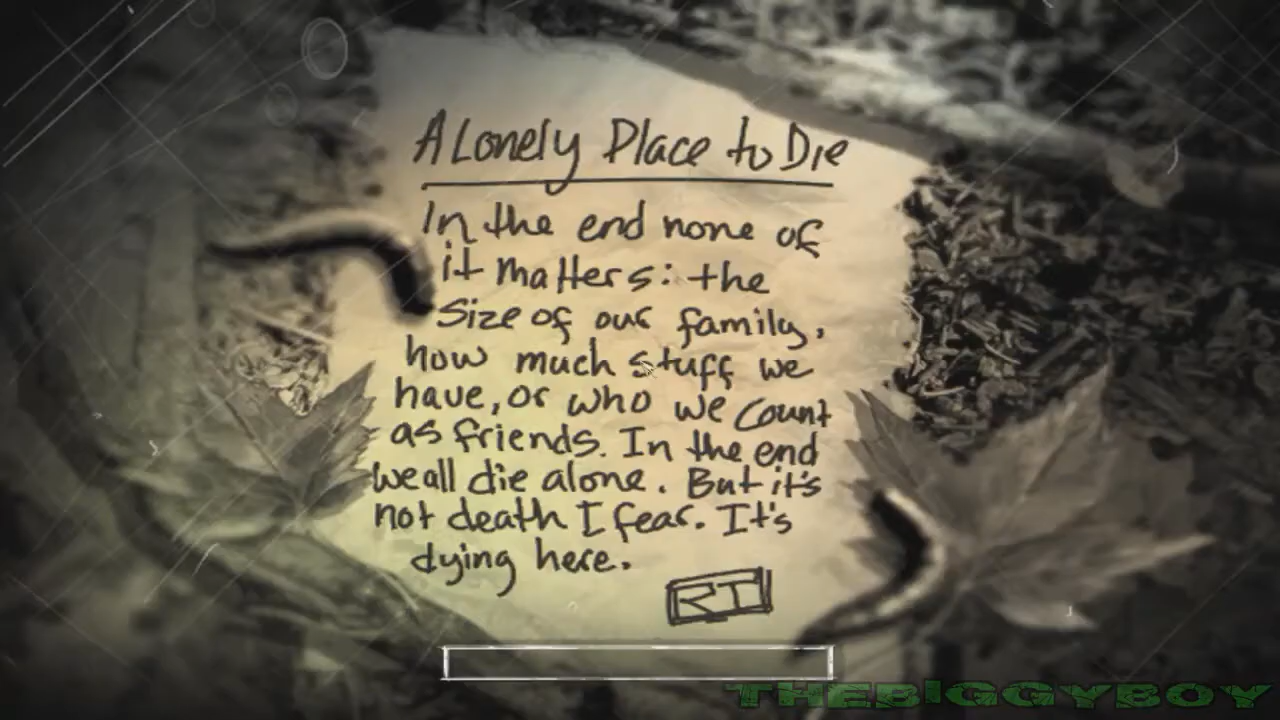 A Lonely Place to Die
In the end none of
it matters: the
size of our family,
how much stuff we
have, or who we count
as friends. In the end
we all die alone. But it's
not death I fear. It's
dying here.
RT
THEBIGGYBOY